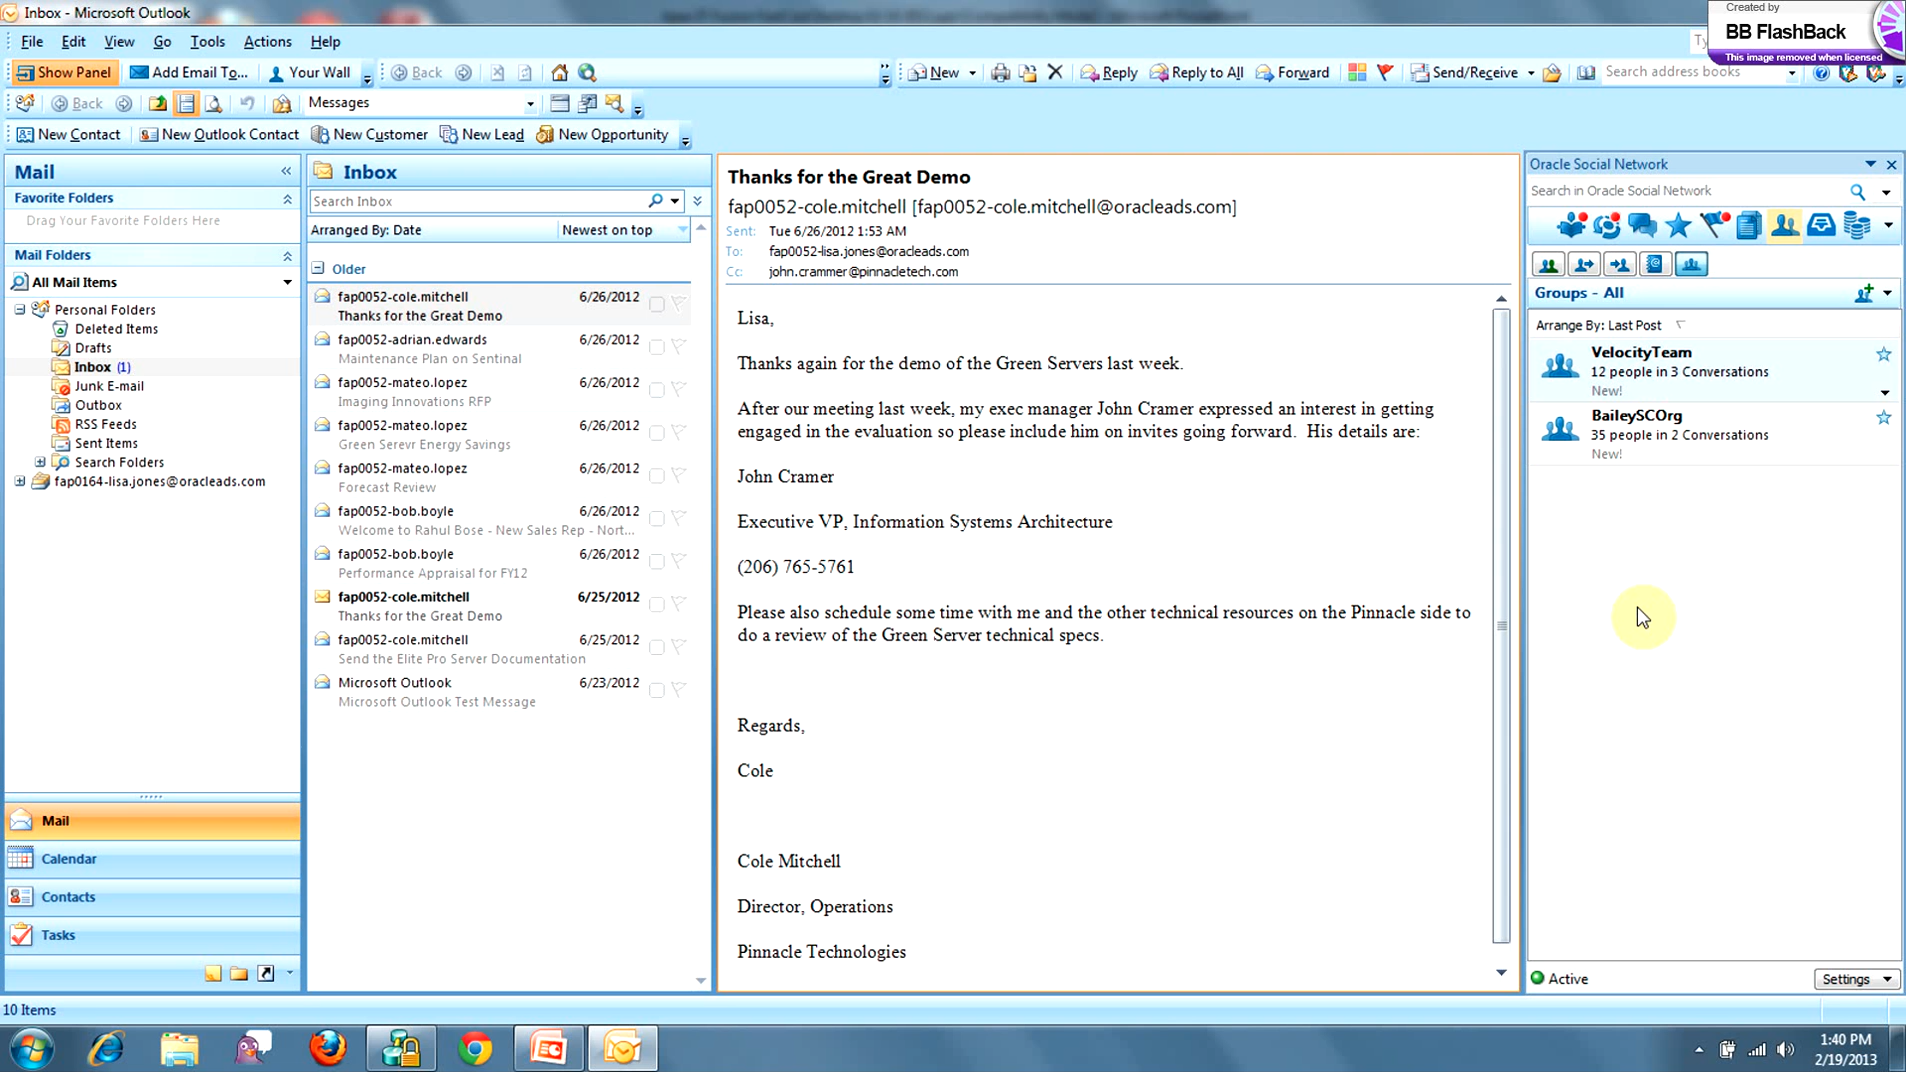 Inbox - Microsoft Outlook
Created by
BB FlashBack
This image removed when licensed
File Edit View Go Tools Actions Help
Ty
Show Panel Add Email To... Your Wall Back New Reply Reply to All Forward Send/Receive Search address books
Back Messages
New Contact New Outlook Contact New Customer New Lead New Opportunity
Mail
Favorite Folders
Drag Your Favorite Folders Here
Mail Folders
All Mail Items
Personal Folders
Deleted Items
Drafts
Inbox (1)
Junk E-mail
Outbox
RSS Feeds
Sent Items
Search Folders
fap0164-lisa.jones@oracleads.com
Mail
Calendar
Contacts
Tasks
Inbox
Search Inbox
Arranged By: Date Newest on top
Older
fap0052-cole.mitchell 6/26/2012
Thanks for the Great Demo
fap0052-adrian.edwards 6/26/2012
Maintenance Plan on Sentinal
fap0052-mateo.lopez 6/26/2012
Imaging Innovations RFP
fap0052-mateo.lopez 6/26/2012
Green Serevr Energy Savings
fap0052-mateo.lopez 6/26/2012
Forecast Review
fap0052-bob.boyle 6/26/2012
Welcome to Rahul Bose - New Sales Rep - Nort...
fap0052-bob.boyle 6/26/2012
Performance Appraisal for FY12
fap0052-cole.mitchell 6/25/2012
Thanks for the Great Demo
fap0052-cole.mitchell 6/25/2012
Send the Elite Pro Server Documentation
Microsoft Outlook 6/23/2012
Microsoft Outlook Test Message
Thanks for the Great Demo
fap0052-cole.mitchell [fap0052-cole.mitchell@oracleads.com]
Sent: Tue 6/26/2012 1:53 AM
To: fap0052-lisa.jones@oracleads.com
Cc: john.crammer@pinnacletech.com
Lisa,
Thanks again for the demo of the Green Servers last week.
After our meeting last week, my exec manager John Cramer expressed an interest in getting
engaged in the evaluation so please include him on invites going forward. His details are:
John Cramer
Executive VP, Information Systems Architecture
(206) 765-5761
Please also schedule some time with me and the other technical resources on the Pinnacle side to
do a review of the Green Server technical specs.
Regards,
Cole
Cole Mitchell
Director, Operations
Pinnacle Technologies
Oracle Social Network
Search in Oracle Social Network
Groups - All
Arrange By: Last Post
VelocityTeam
12 people in 3 Conversations
New!
BaileySCOrg
35 people in 2 Conversations
New!
Active Settings
10 Items
1:40 PM
2/19/2013